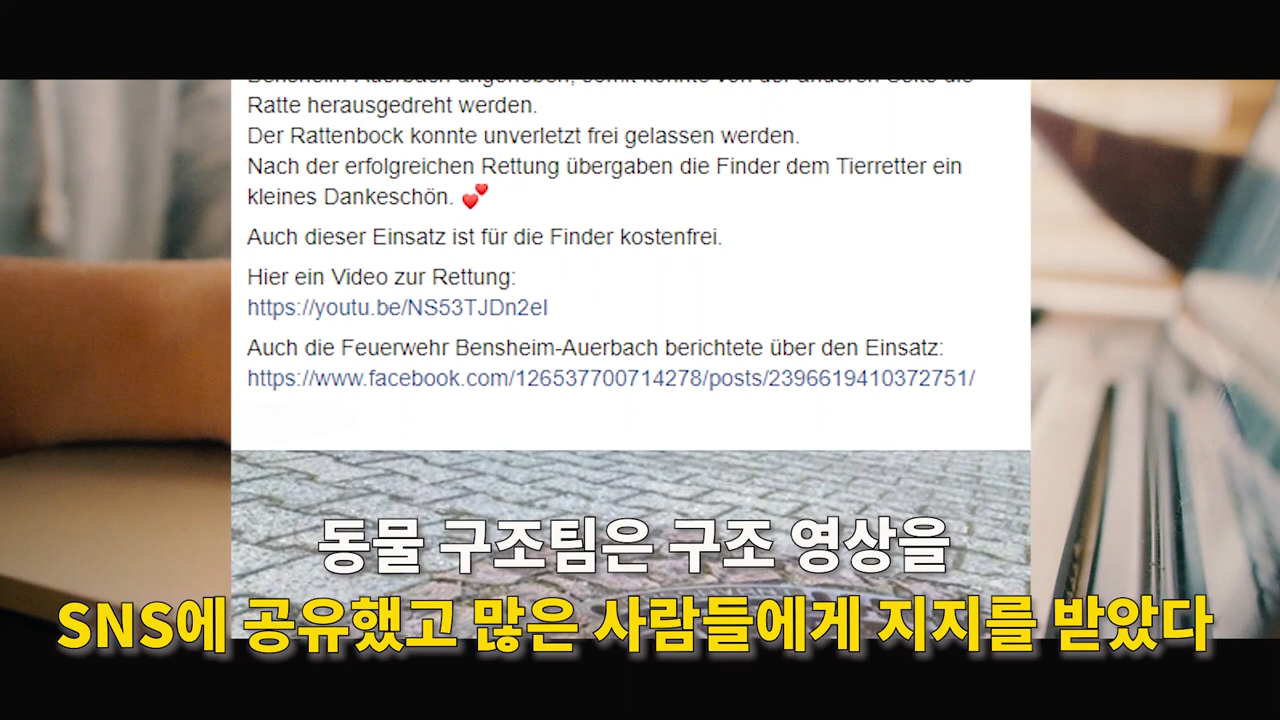 Ratte herausgedreht werden.
Der Rattenbock konnte unverletzt frei gelassen werden.
Nach der erfolgreichen Rettung übergaben die Finder dem Tierretter ein
kleines Dankeschön. 💕
Auch dieser Einsatz ist für die Finder kostenfrei.
Hier ein Video zur Rettung:
https://youtu.be/NS53TJDn2eI
Auch die Feuerwehr Bensheim-Auerbach berichtete über den Einsatz:
https://www.facebook.com/126537700714278/posts/2396619410372751/
동물 구조팀은 구조 영상을
SNS에 공유했고 많은 사람들에게 지지를 받았다